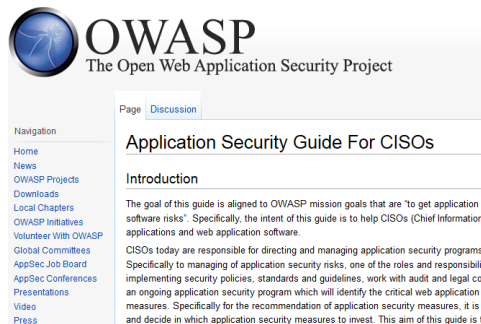 OWASP
The Open Web Application Security Project
Page Discussion
Navigation
Home
News
OWASP Projects
Downloads
Local Chapters
OWASP Initiatives
Volunteer With OWASP
Global Committees
AppSec Job Board
AppSec Conferences
Presentations
Video
Press
Application Security Guide For CISOs
Introduction
The goal of this guide is aligned to OWASP mission goals that are "to get application
software risks". Specifically, the intent of this guide is to help CISOs (Chief Information
applications and web application software.
CISOs today are responsible for directing and managing application security programs
Specifically to managing of application security risks, one of the roles and responsibili
implementing security policies, standards and guidelines, work with audit and legal co
an ongoing application security program which will identify the critical web application
measures. Specifically for the recommendation of application security measures, it is
and decide in which application security measures to invest. This aim of this guide is